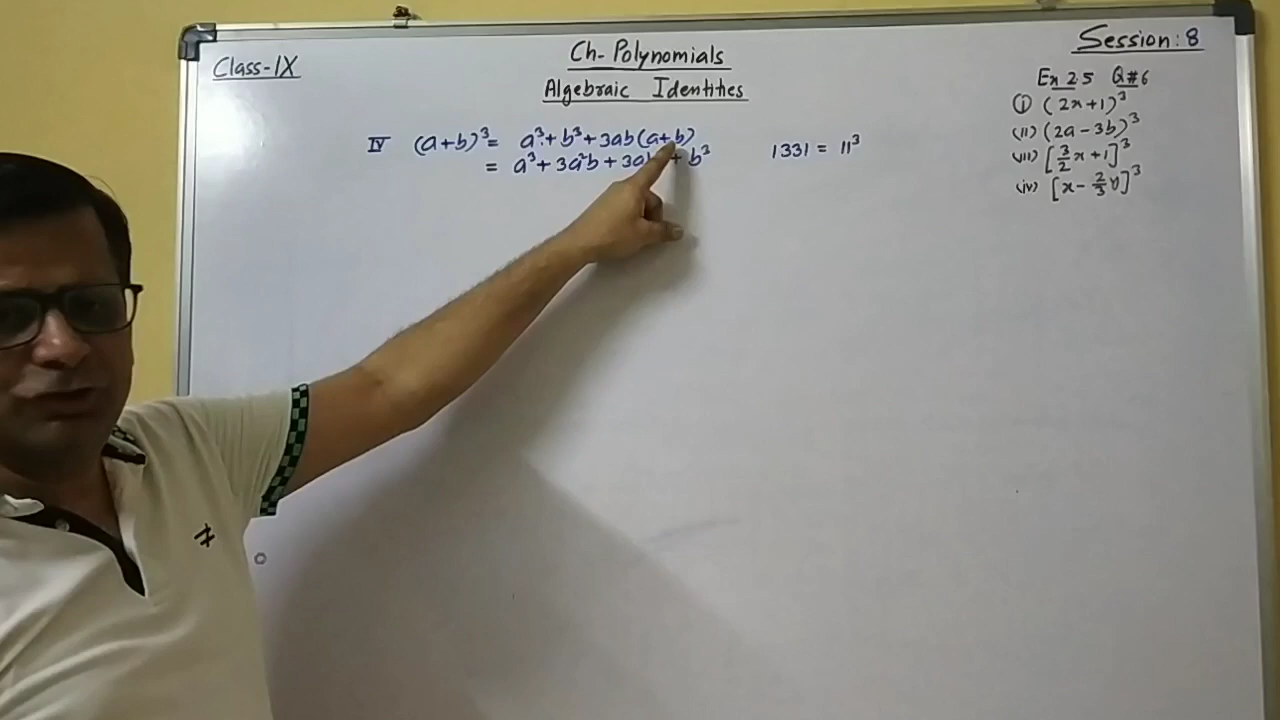 Class-IX
Ch- Polynomials
Algebraic Identities
Session: 8
IV (a+b)³ = a³ + b³ + 3ab(a+b)
= a³ + 3a²b + 3ab + b³
1331 = 11³
Ex 2.5 Q#6
(i) (2x+1)³
(ii) (2a-3b)³
(iii) [3/2 x + 1]³
(iv) [x - 2/3 y]³